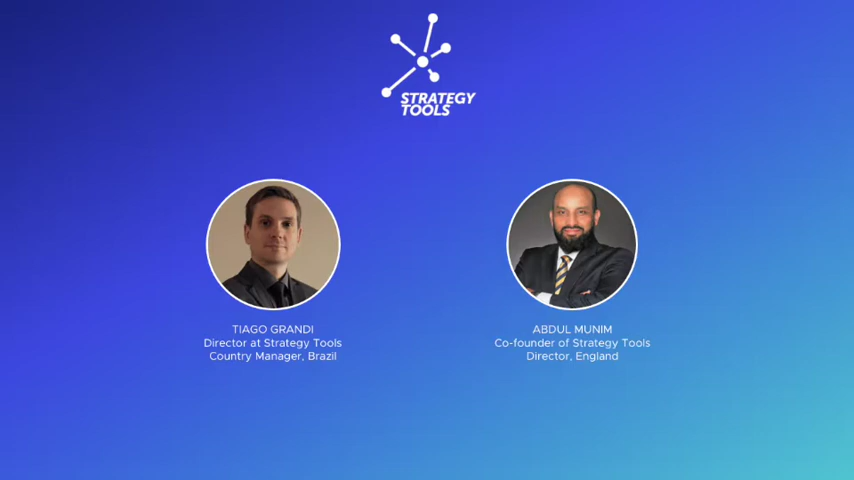 STRATEGY
TOOLS
TIAGO GRANDI
Director at Strategy Tools
Country Manager, Brazil
ABDUL MUNIM
Co-founder of Strategy Tools
Director, England